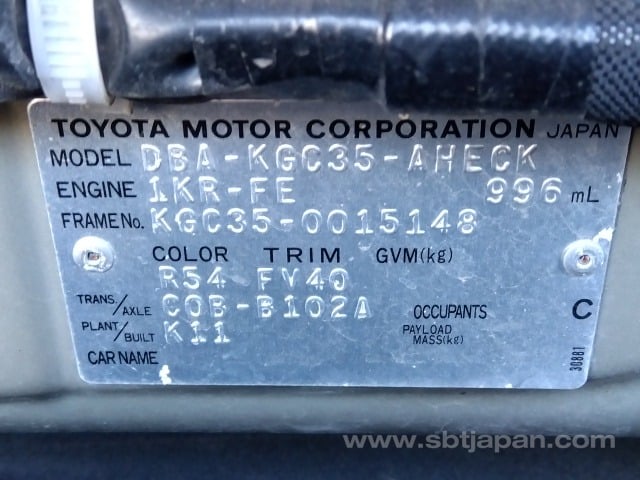 TOYOTA MOTOR CORPORATION JAPAN
MODEL DBA-KGC35-AHECK
ENGINE 1KR-FE 996 mL
FRAME No. KGC35-0015148
COLOR TRIM GVM(kg)
R54 FV40
TRANS./AXLE C0B-B102A OCCUPANTS C
PLANT/BUILT K11 PAYLOAD MASS(kg)
CAR NAME
30881
www.sbtjapan.com